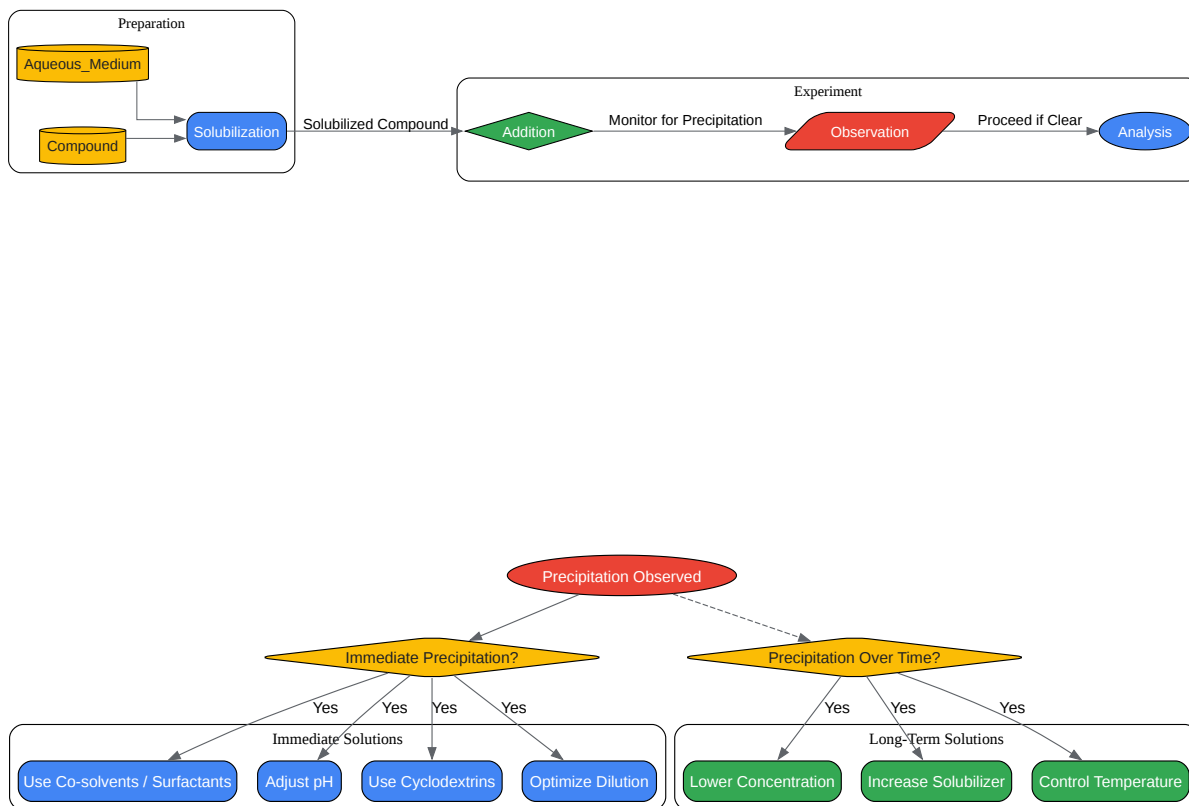 Preparation
Aqueous_Medium
Compound
Solubilization
Solubilized Compound
Experiment
Addition
Monitor for Precipitation
Observation
Proceed if Clear
Analysis
Precipitation Observed
Immediate Precipitation?
Precipitation Over Time?
Yes
Yes
Yes
Yes
Yes
Yes
Yes
Immediate Solutions
Use Co-solvents / Surfactants
Adjust pH
Use Cyclodextrins
Optimize Dilution
Long-Term Solutions
Lower Concentration
Increase Solubilizer
Control Temperature